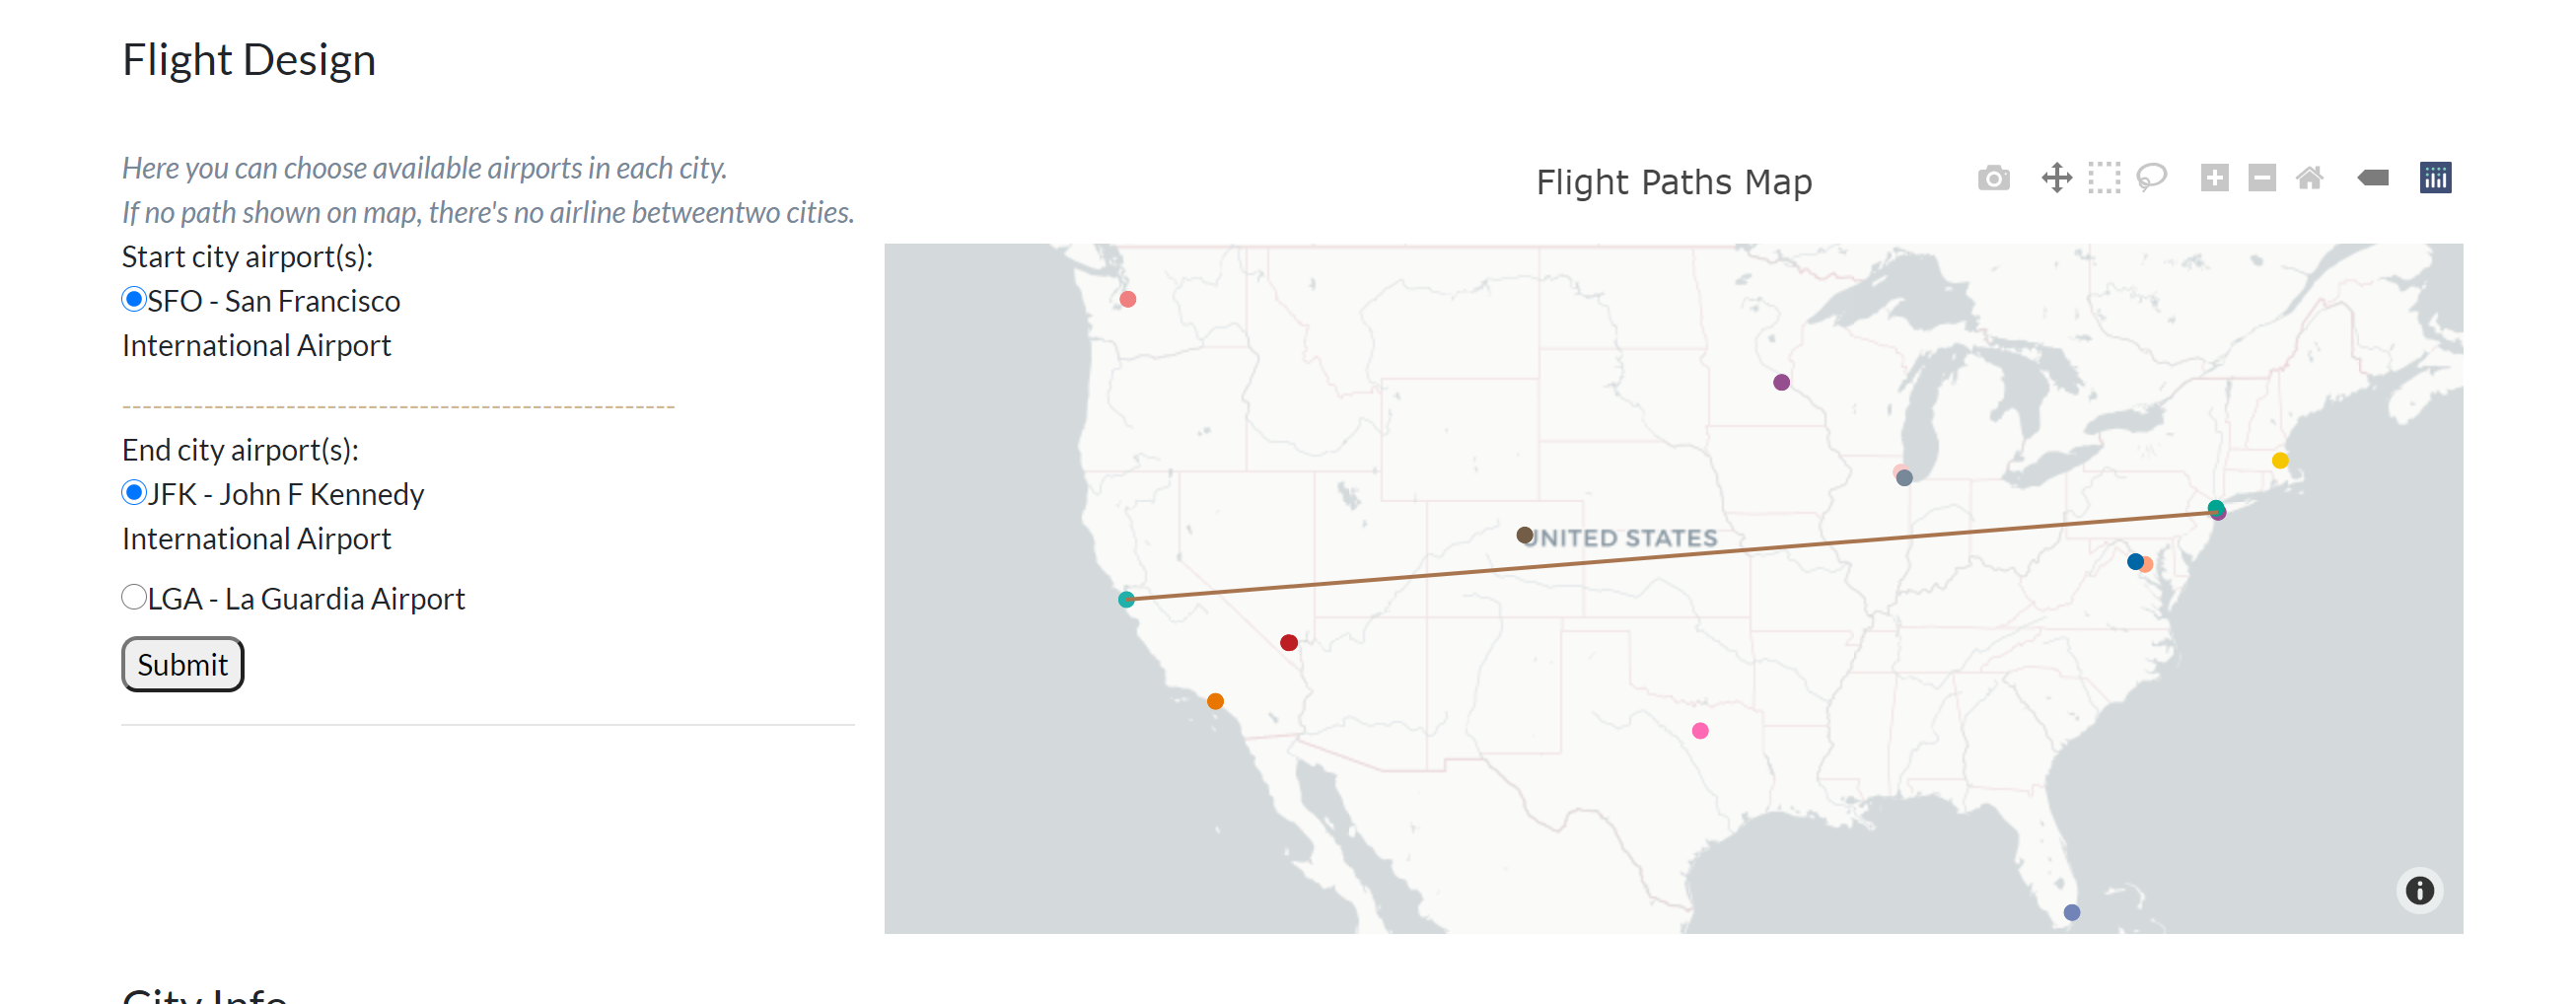 Flight Design
Here you can choose available airports in each city.
If no path shown on map, there's no airline betweentwo cities.
Start city airport(s):
SFO - San Francisco
International Airport
------------------------------------------------------
End city airport(s):
JFK - John F Kennedy
International Airport
LGA - La Guardia Airport
Submit
Flight Paths Map
UNITED STATES
City Info